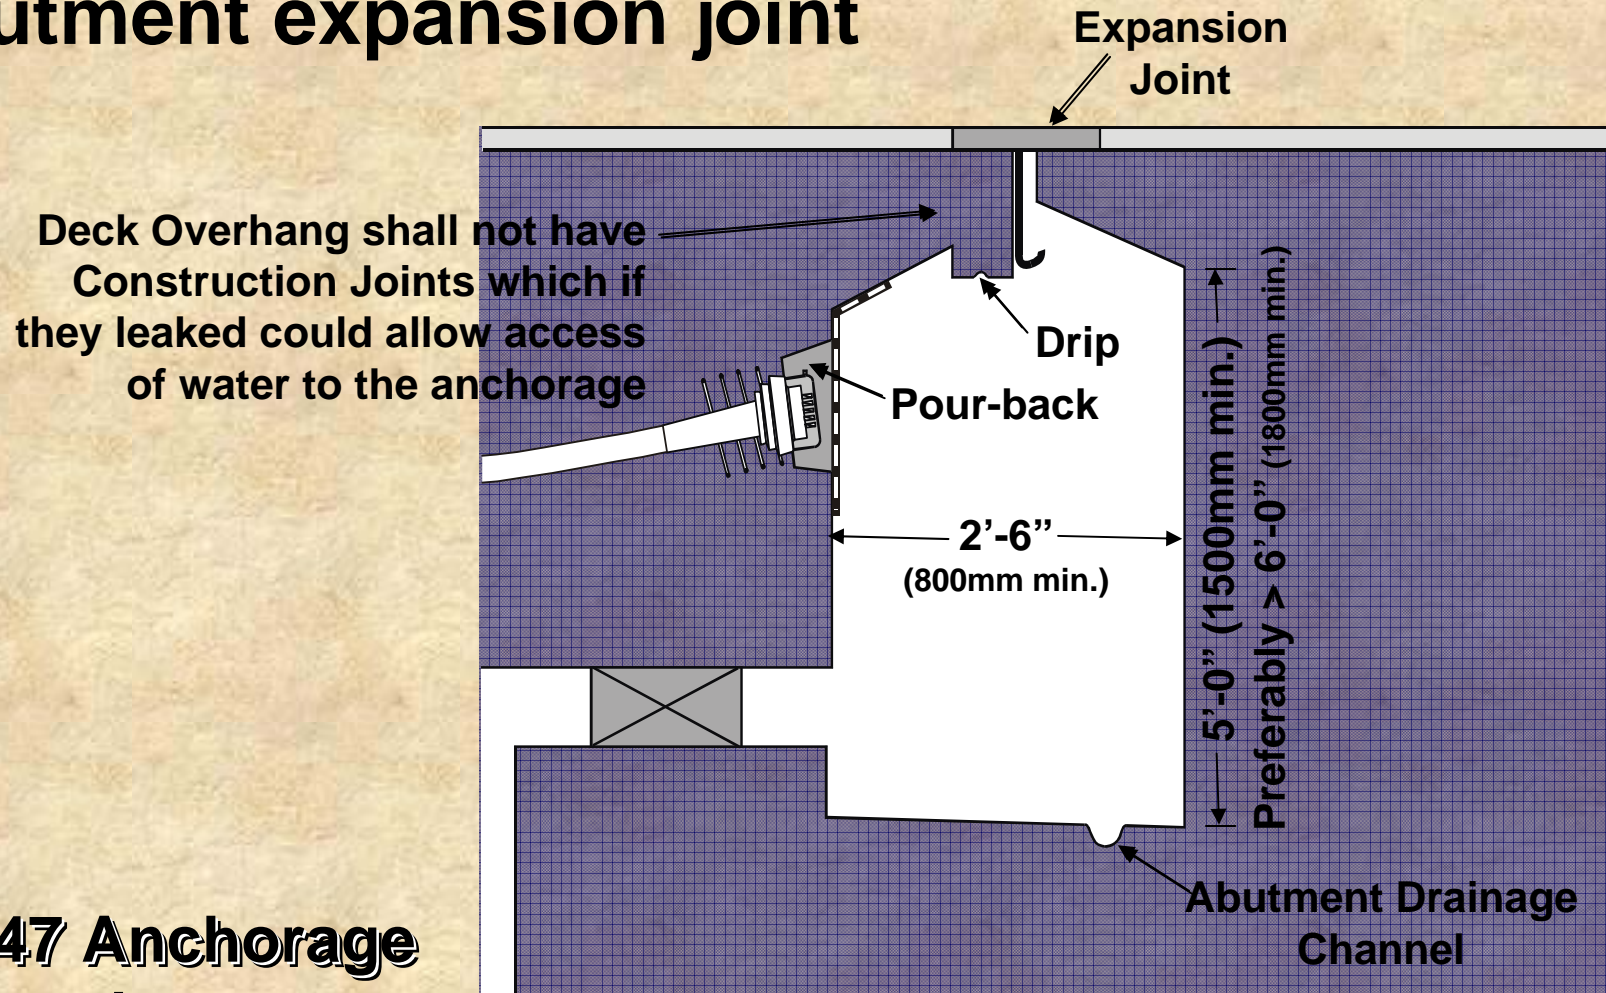 utment expansion joint
Expansion
Joint
Deck Overhang shall not have
Construction Joints which if
they leaked could allow access
of water to the anchorage
Drip
Pour-back
2’-6”
(800mm min.)
5’-0” (1500mm min.)
Preferably > 6’-0” (1800mm min.)
Abutment Drainage
Channel
47 Anchorage